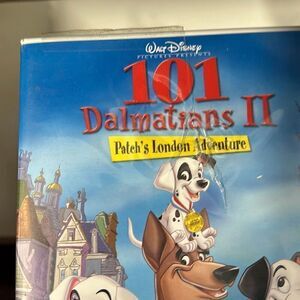 Walt Disney
PICTURES PRESENTS
101
Dalmatians II
Patch's London Adventure